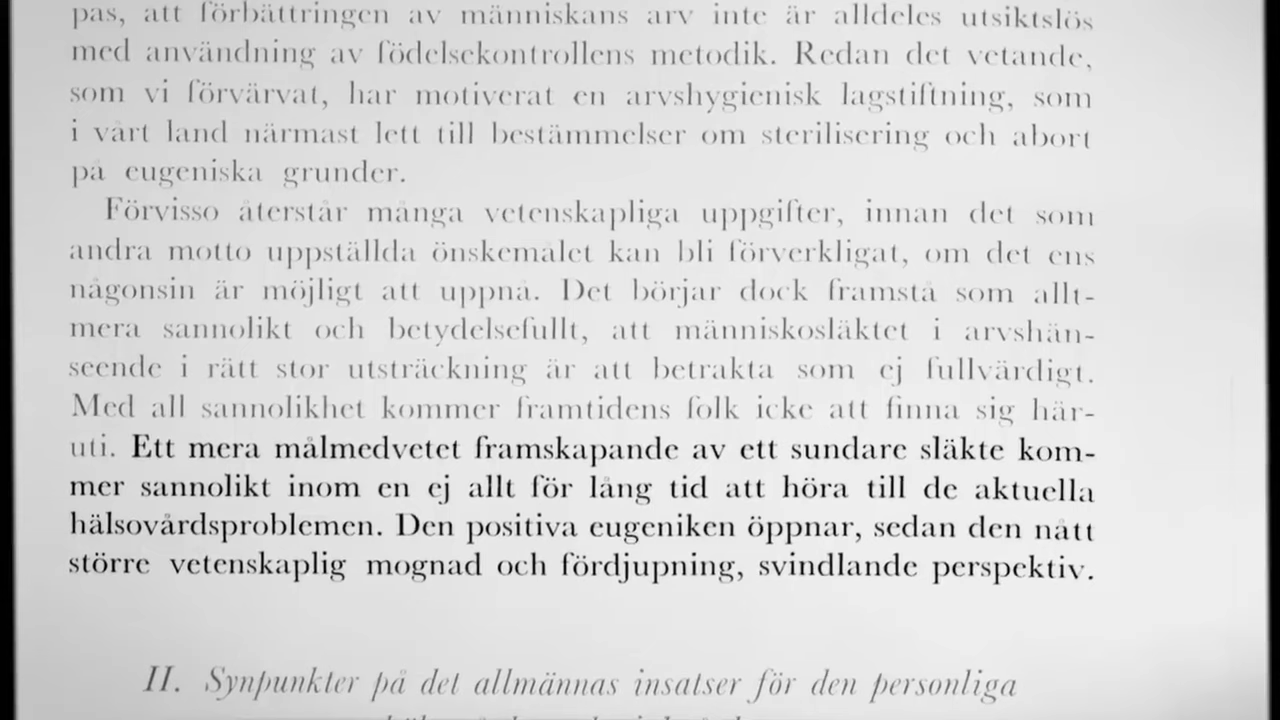 pas, att förbättringen av människans arv inte är alldeles utsiktslös
med användning av födelsekontrollens metodik. Redan det vetande,
som vi förvärvat, har motiverat en arvshygienisk lagstiftning, som
i vårt land närmast lett till bestämmelser om sterilisering och abort
på eugeniska grunder.
Förvisso återstår många vetenskapliga uppgifter, innan det som
andra motto uppställda önskemålet kan bli förverkligat, om det ens
någonsin är möjligt att uppnå. Det börjar dock framstå som allt-
mera sannolikt och betydelsefullt, att människosläktet i arvshän-
seende i rätt stor utsträckning är att betrakta som ej fullvärdigt.
Med all sannolikhet kommer framtidens folk icke att finna sig här-
uti. Ett mera målmedvetet framskapande av ett sundare släkte kom-
mer sannolikt inom en ej allt för lång tid att höra till de aktuella
hälsovårdsproblemen. Den positiva eugeniken öppnar, sedan den nått
större vetenskaplig mognad och fördjupning, svindlande perspektiv.
II. Synpunkter på det allmännas insatser för den personliga